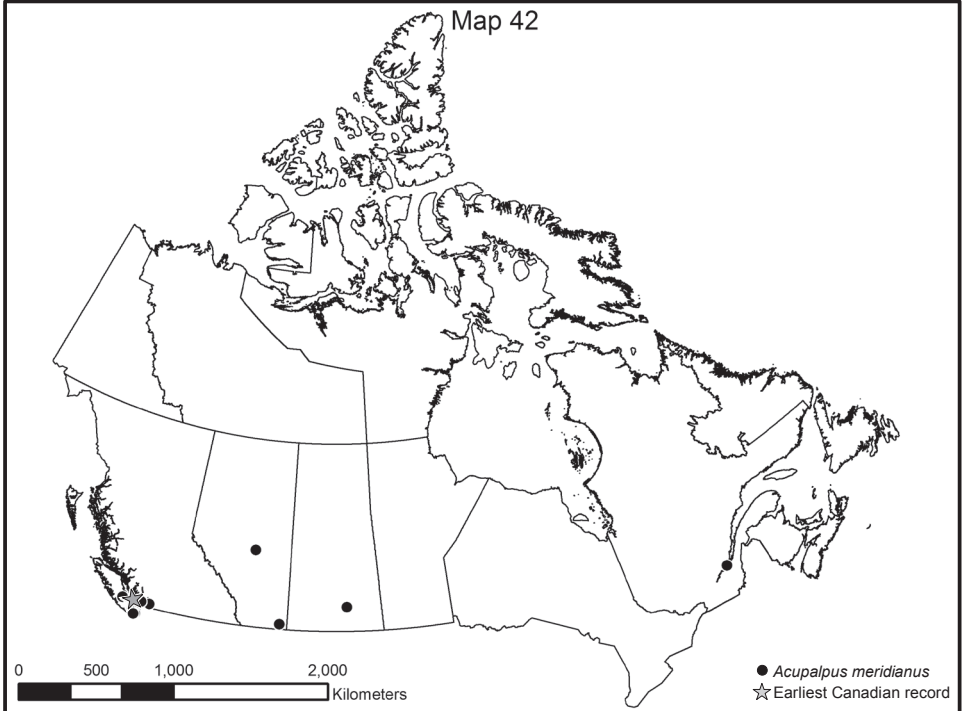 Map 42
0 500 1,000 2,000
Kilometers
Acupalpus meridianus
Earliest Canadian record